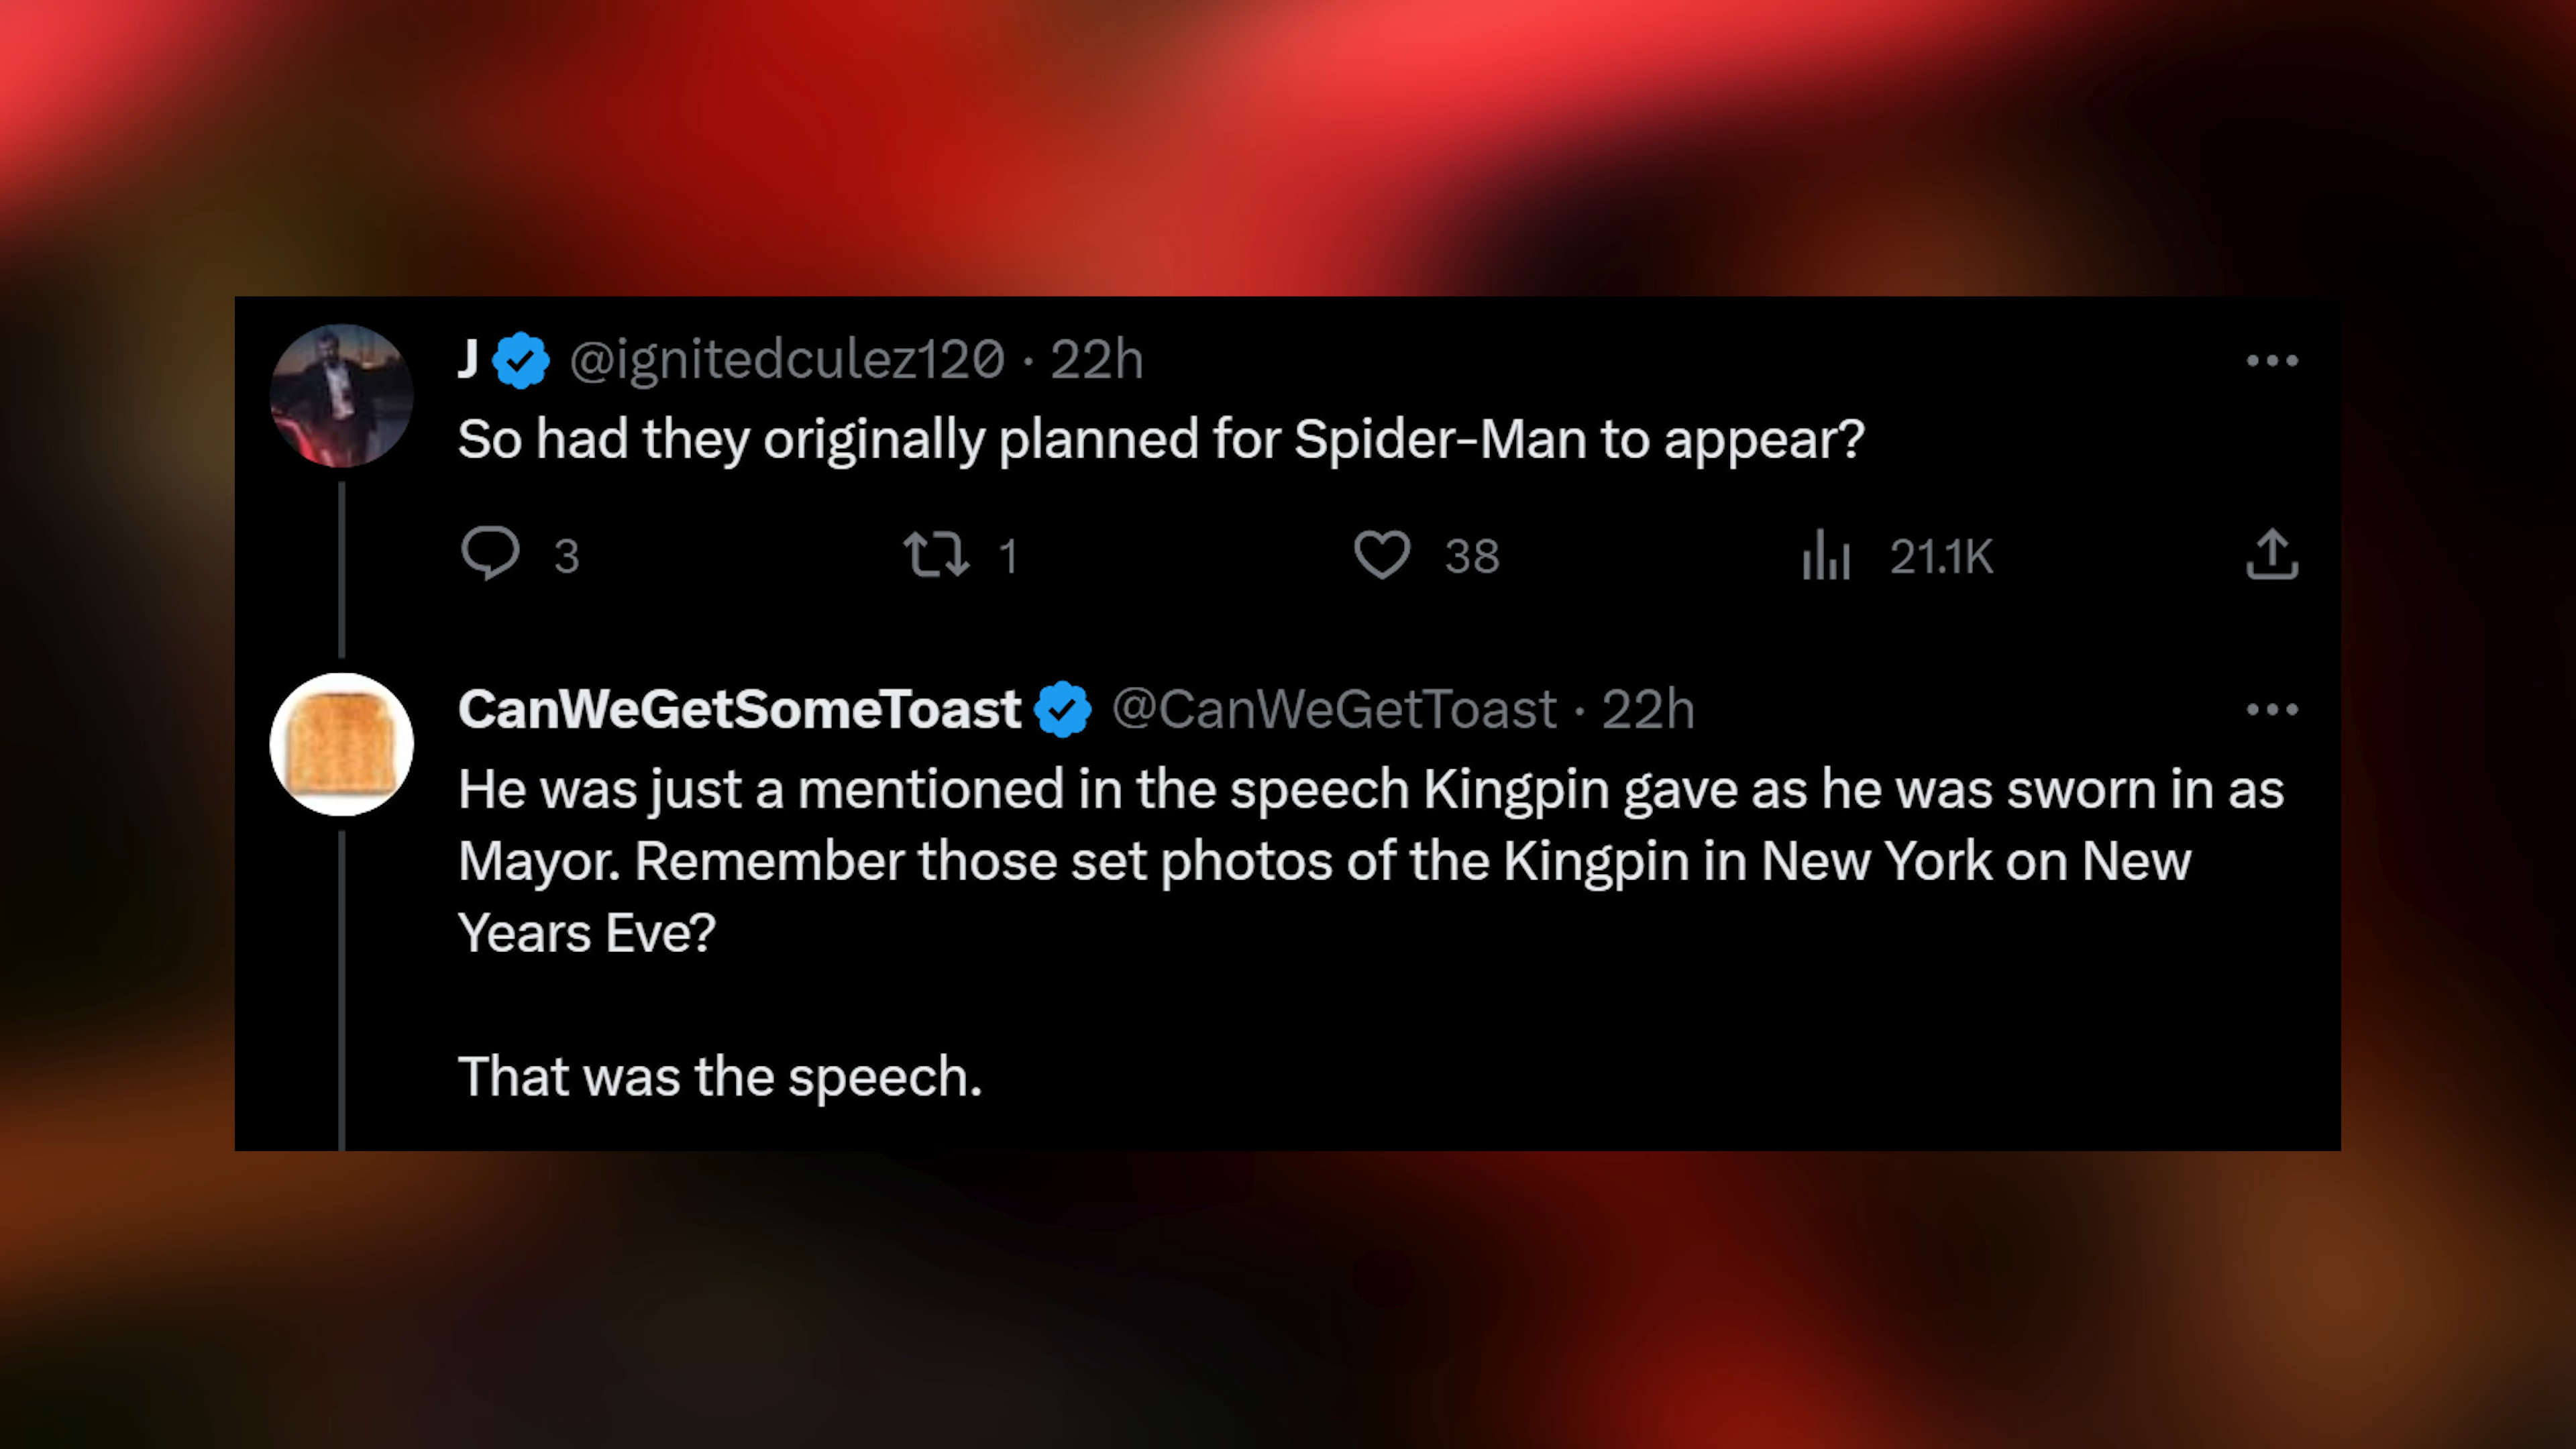 J @ignitedculez120 · 22h
So had they originally planned for Spider-Man to appear?
3 1 38 21.1K
CanWeGetSomeToast @CanWeGetToast · 22h
He was just a mentioned in the speech Kingpin gave as he was sworn in as
Mayor. Remember those set photos of the Kingpin in New York on New
Years Eve?
That was the speech.